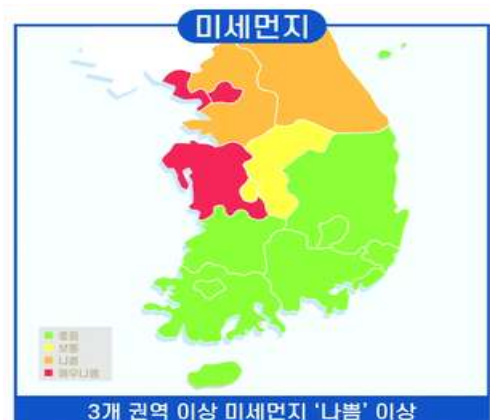 미세먼지
좋음
보통
나쁨
매우나쁨
3개 권역 이상 미세먼지 ‘나쁨’ 이상